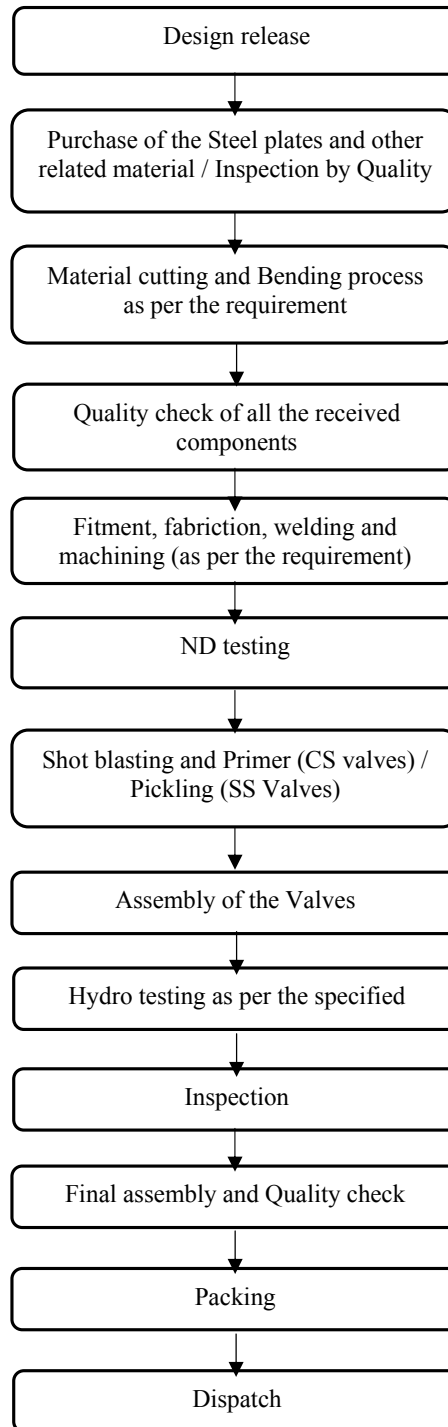 Design release
Purchase of the Steel plates and other
related material / Inspection by Quality
Material cutting and Bending process
as per the requirement
Quality check of all the received
components
Fitment, fabriction, welding and
machining (as per the requirement)
ND testing
Shot blasting and Primer (CS valves) /
Pickling (SS Valves)
Assembly of the Valves
Hydro testing as per the specified
Inspection
Final assembly and Quality check
Packing
Dispatch